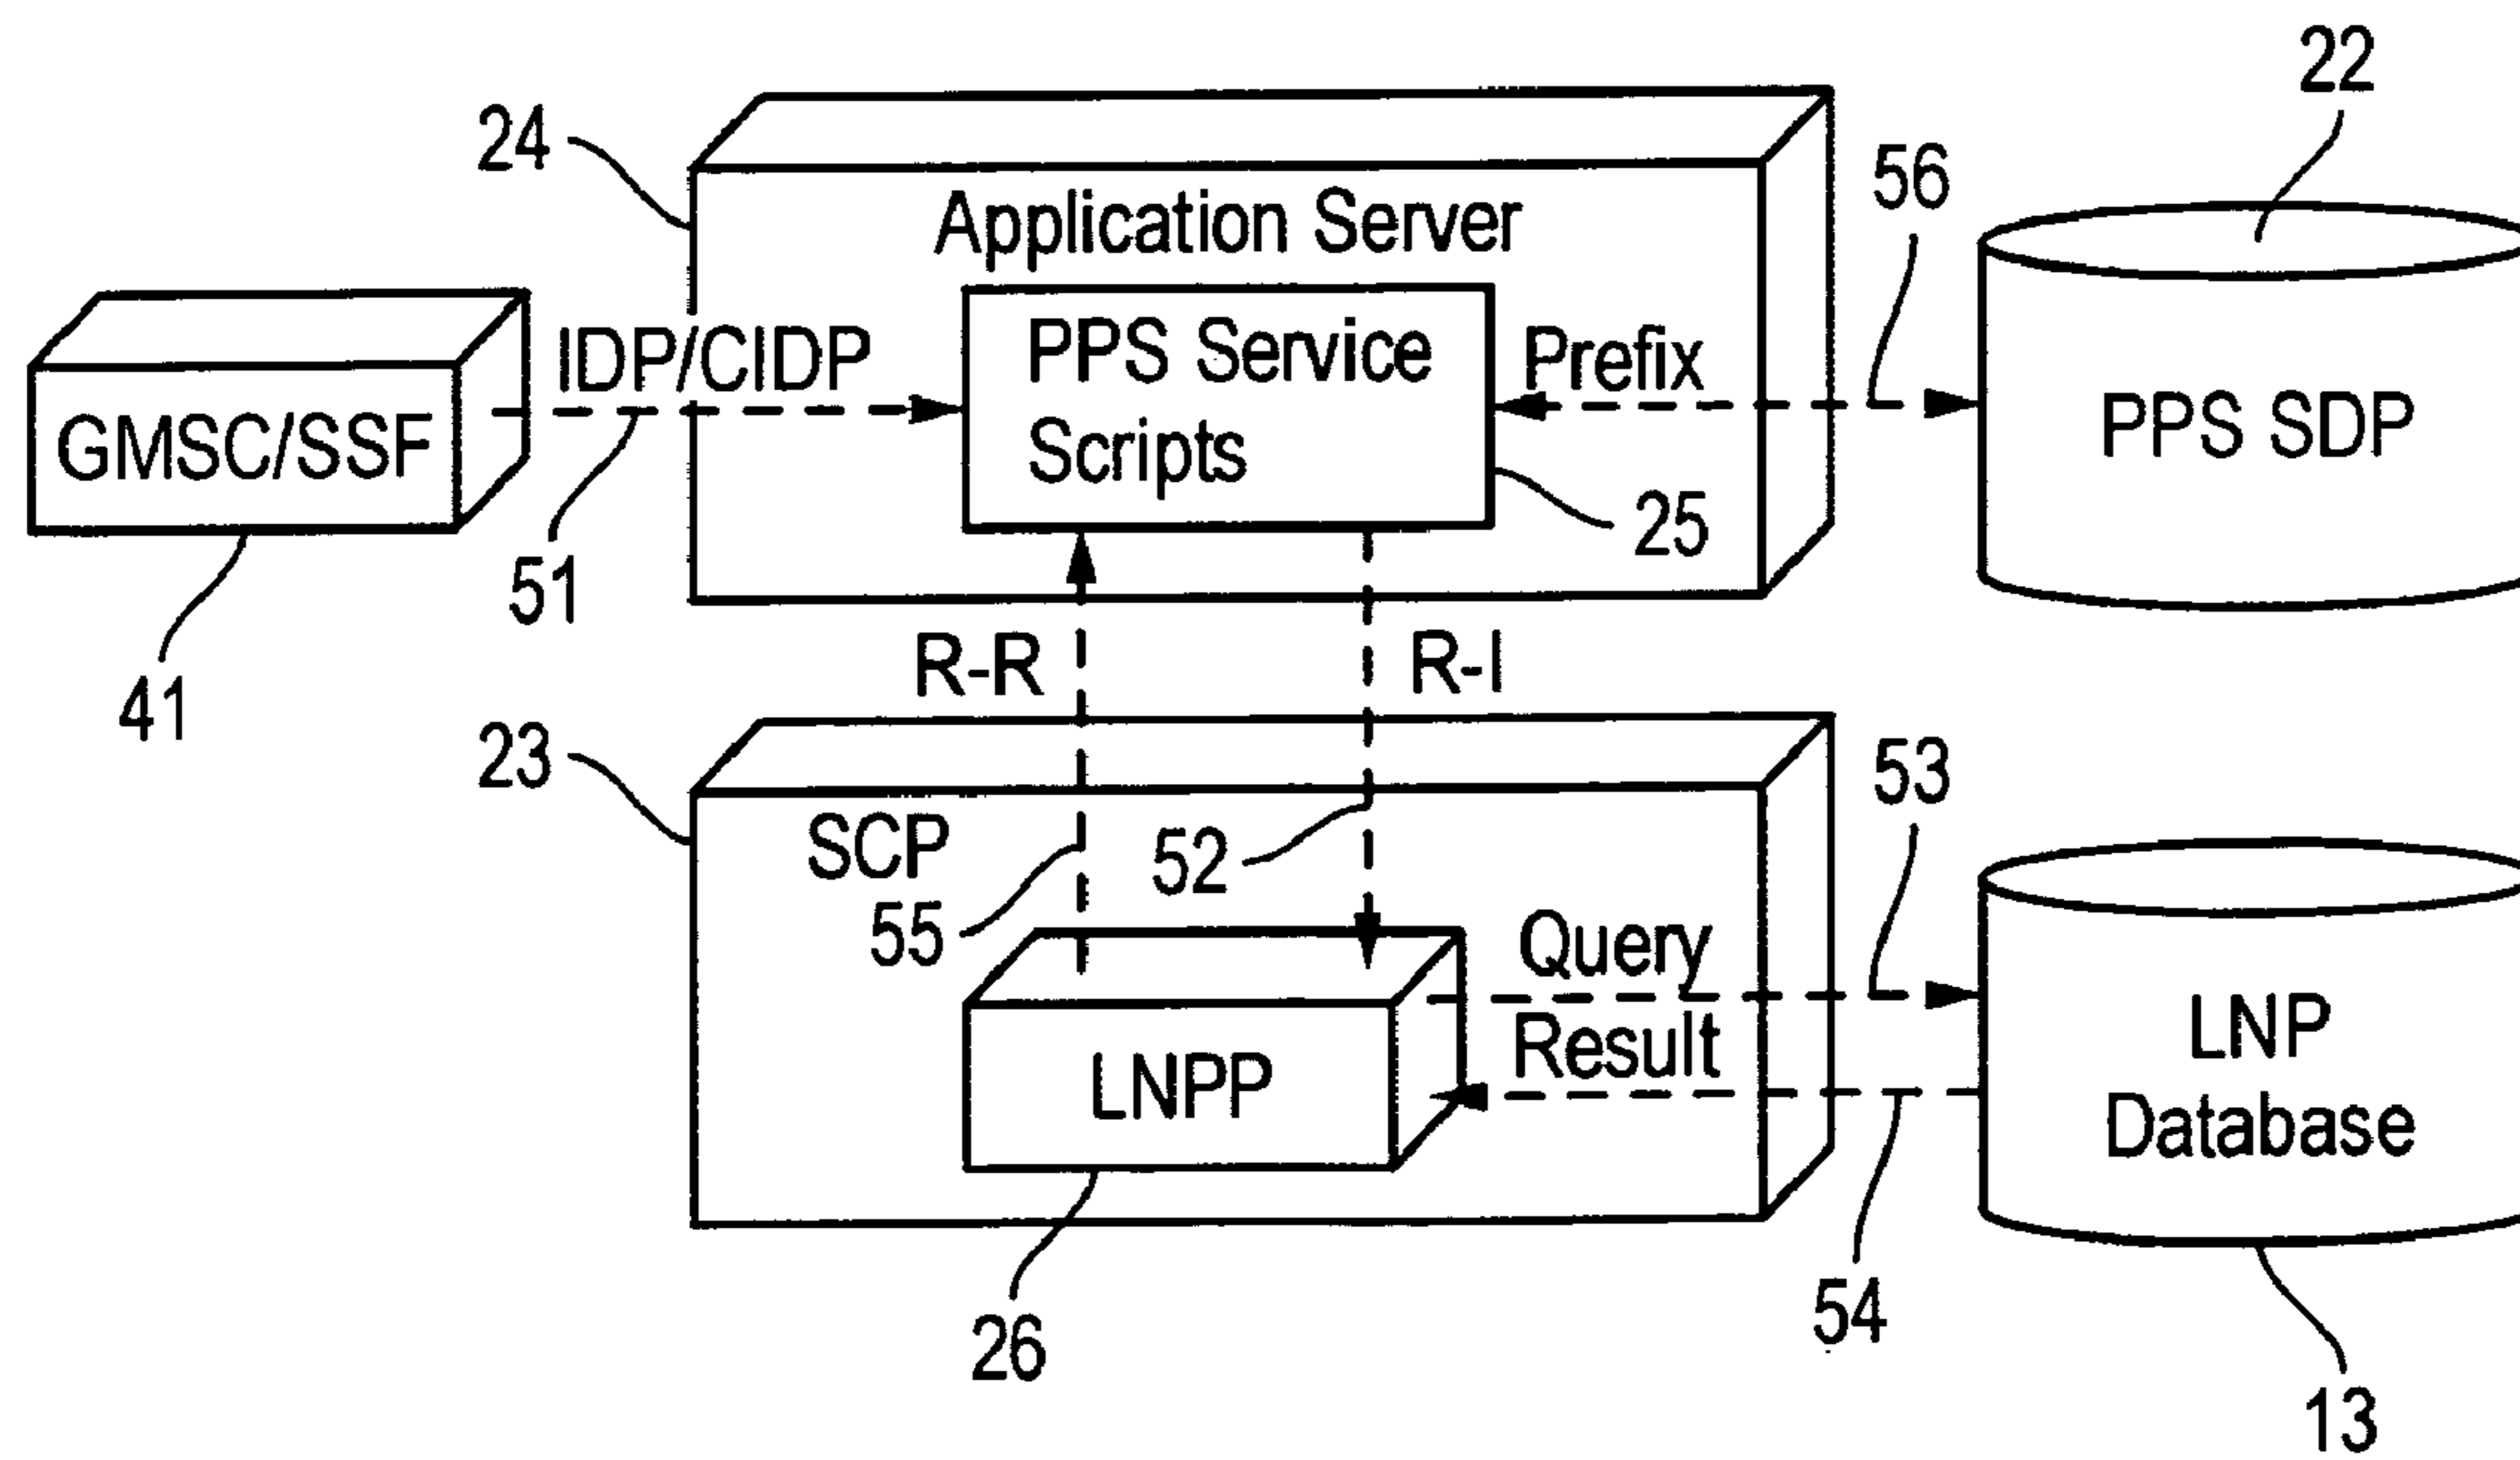 22
24
56
Application Server
IDP/CIDP
PPS Service
Scripts
Prefix
GMSC/SSF
PPS SDP
25
51
R-R
R-I
41
23
53
SCP
52
55
Query
Result
LNP
Database
LNPP
54
26
13